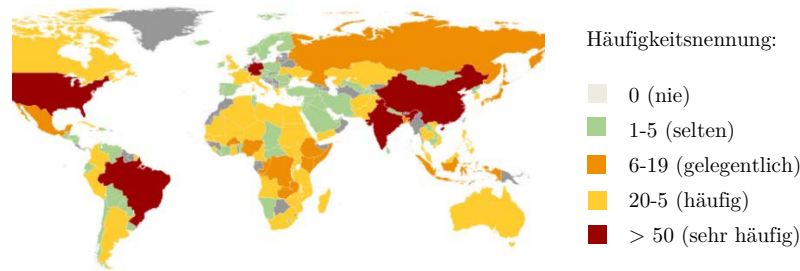 Häufigkeitsnennung:
0 (nie)
1-5 (selten)
6-19 (gelegentlich)
20-5 (häufig)
> 50 (sehr häufig)